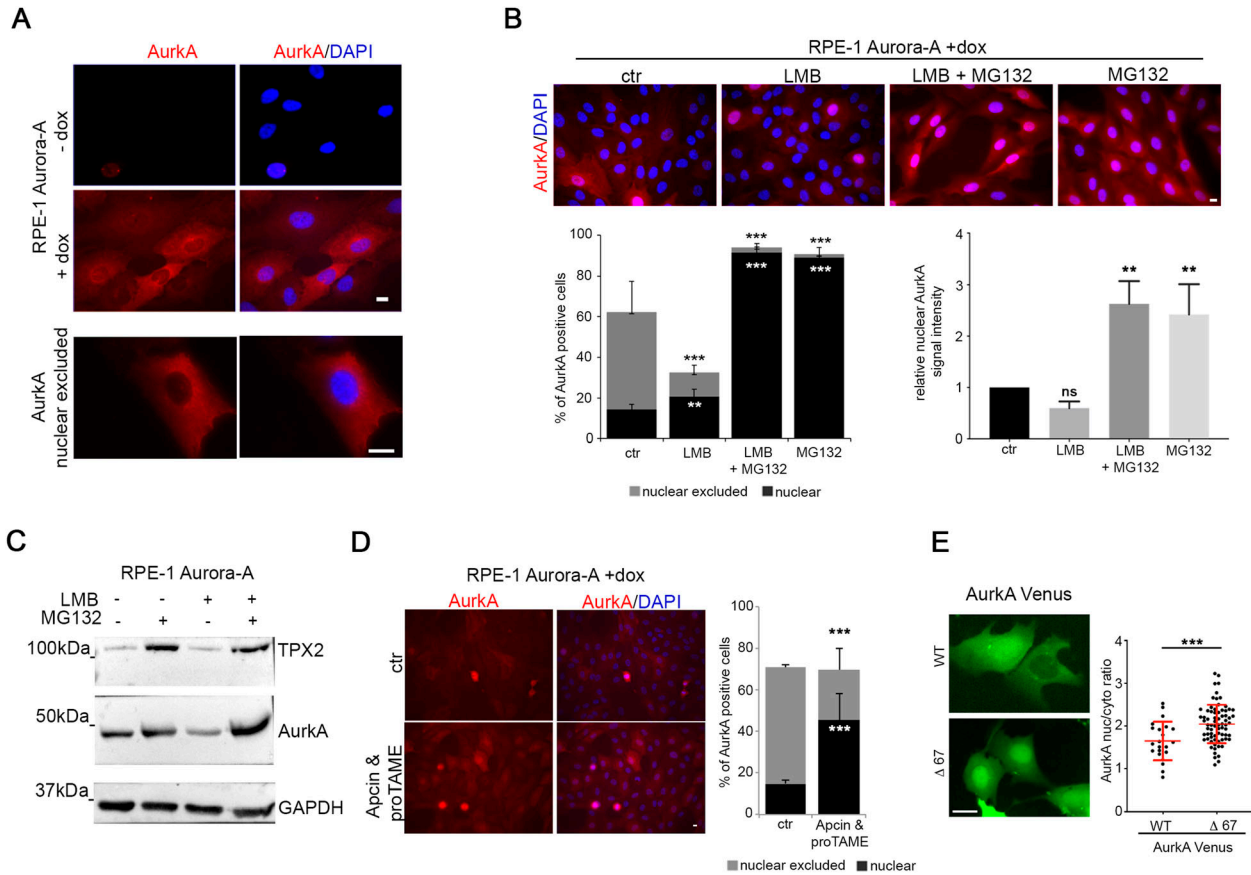 A
AurkA
AurkA/DAPI
RPE-1 Aurora-A
- dox
+ dox
AurkA
nuclear excluded
B
RPE-1 Aurora-A +dox
ctr
LMB
LMB + MG132
MG132
AurkA/DAPI
% of AurkA positive cells
100
80
60
40
20
0
***
**
***
***
***
***
ctr
LMB
LMB
+ MG132
MG132
nuclear excluded
nuclear
relative nuclear AurkA
signal intensity
4
3
2
1
0
ns
**
**
ctr
LMB
LMB
+ MG132
MG132
C
RPE-1 Aurora-A
LMB - - + +
MG132 - + - +
100kDa
TPX2
50kDa
AurkA
37kDa
GAPDH
D
RPE-1 Aurora-A +dox
AurkA
AurkA/DAPI
ctr
Apcin &
proTAME
% of AurkA positive cells
100
80
60
40
20
0
***
***
ctr
Apcin &
proTAME
nuclear excluded
nuclear
E
AurkA Venus
WT
Δ 67
AurkA nuc/cyto ratio
4
3
2
1
0
***
WT
Δ 67
AurkA Venus